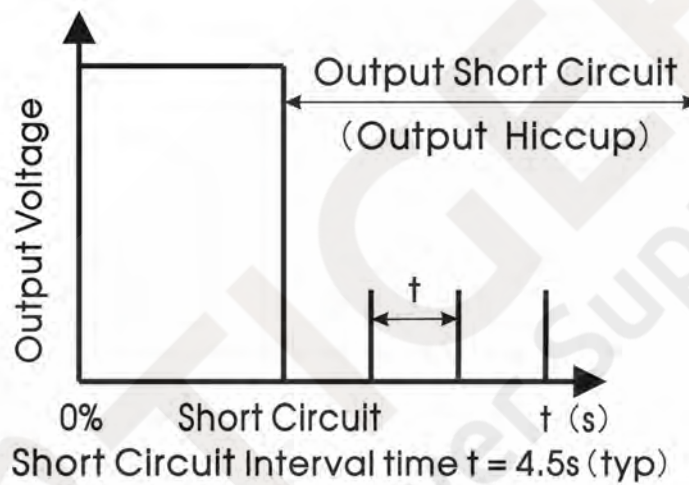 Output Short Circuit
(Output Hiccup)
Output Voltage
t
0% Short Circuit t (s)
Short Circuit Interval time t = 4.5s (typ)